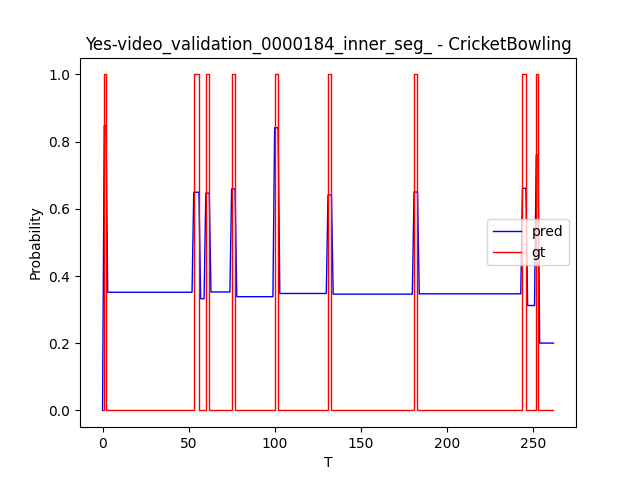 Yes-video_validation_0000184_inner_seg_ - CricketBowling
1.0
0.8
0.6
0.4
0.2
0.0
Probability
0
50
100
150
200
250
T
pred
gt